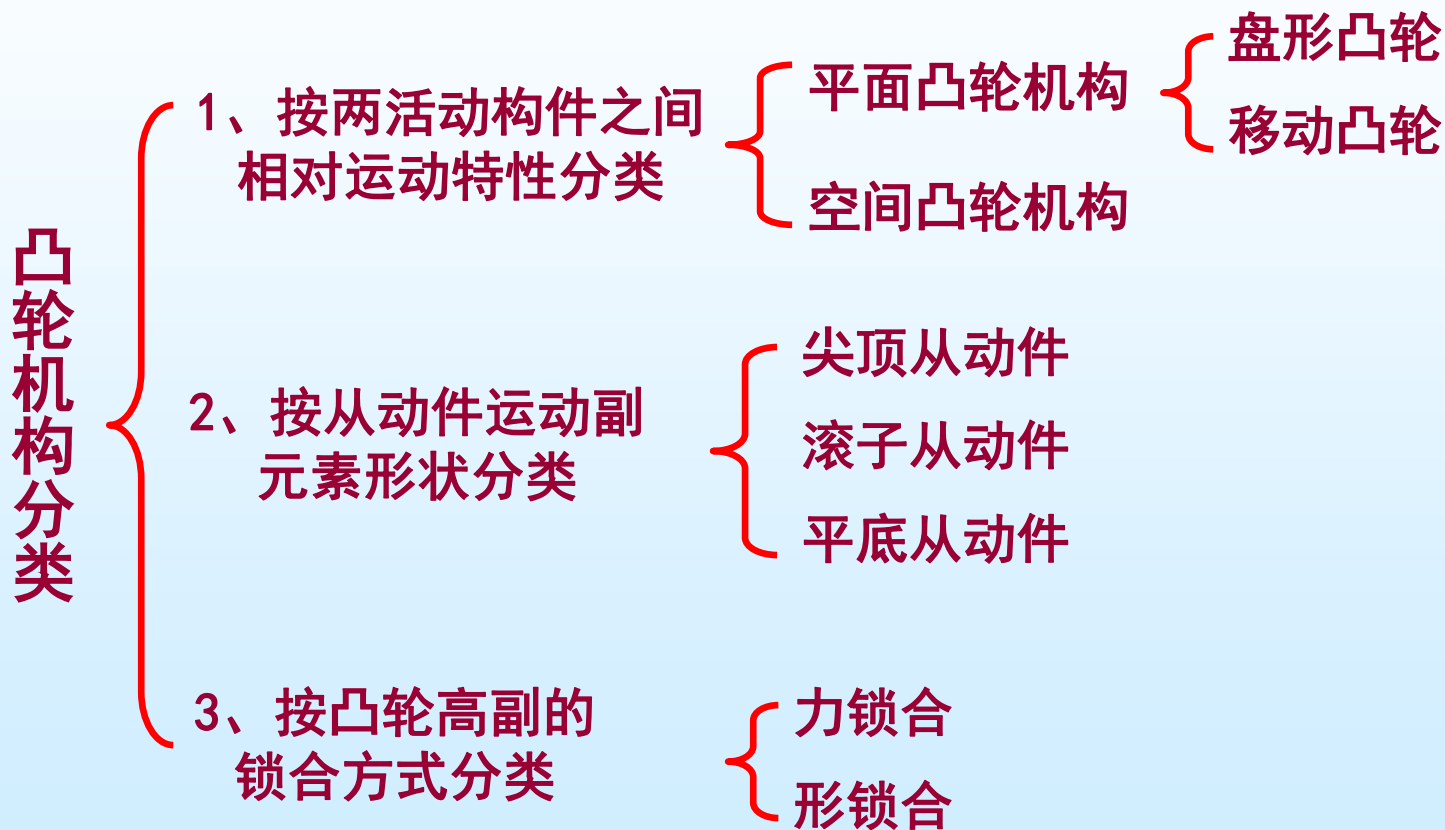 凸轮机构分类
1、按两活动构件之间
相对运动特性分类
平面凸轮机构
盘形凸轮
移动凸轮
空间凸轮机构
2、按从动件运动副
元素形状分类
尖顶从动件
滚子从动件
平底从动件
3、按凸轮高副的
锁合方式分类
力锁合
形锁合